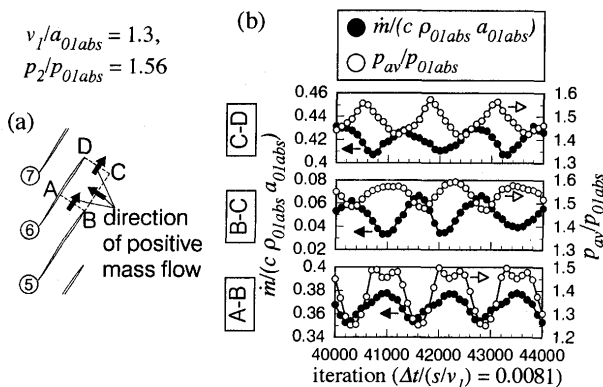 v1/a01abs = 1.3,
p2/p01abs = 1.56
(a)
D
C
A
B
7
6
5
direction
of positive
mass flow
(b)
ṁ/(c ρ01abs a01abs)
pav/p01abs
C-D
0.46
0.44
0.42
0.4
1.6
1.5
1.4
1.3
B-C
0.08
0.06
0.04
0.02
1.6
1.5
1.4
1.3
A-B
0.4
0.38
0.36
0.34
1.5
1.4
1.3
1.2
ṁ/(c ρ01abs a01abs)
pav/p01abs
40000 41000 42000 43000 44000
iteration (Δt/(s/v1) = 0.0081)